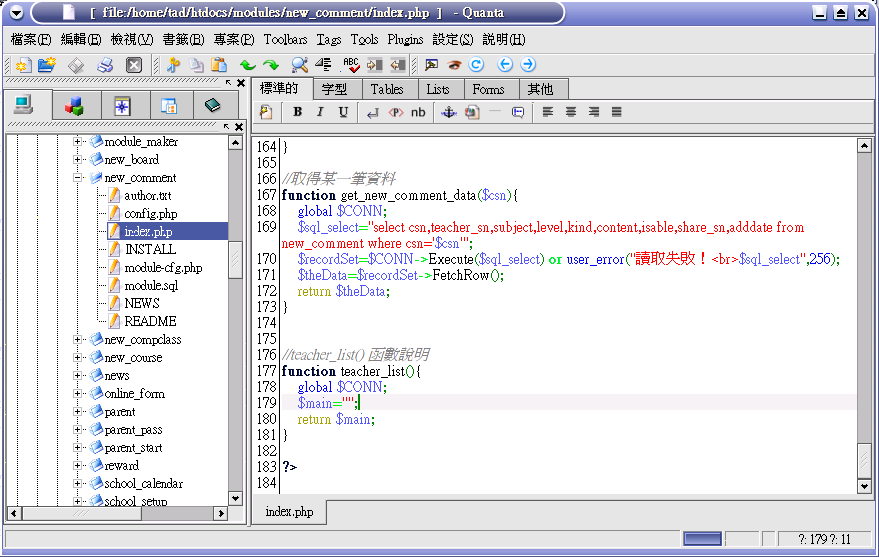 [ file:/home/tad/htdocs/modules/new_comment/index.php ] - Quanta
檔案(F) 編輯(E) 檢視(V) 書籤(B) 專案(P) Toolbars Tags Tools Plugins 設定(S) 說明(H)
ABC
標準的 字型 Tables Lists Forms 其他
B I U <P> nb
module_maker
new_board
new_comment
author.txt
config.php
index.php
INSTALL
module-cfg.php
module.sql
NEWS
README
new_compclass
new_course
news
online_form
parent
parent_pass
parent_start
reward
school_calendar
school_setup
164 }
165
166 //取得某一筆資料
167 function get_new_comment_data($csn){
168 global $CONN;
169 $sql_select="select csn,teacher_sn,subject,level,kind,content,isable,share_sn,adddate from
new_comment where csn='$csn'";
170 $recordSet=$CONN->Execute($sql_select) or user_error("讀取失敗！<br>$sql_select",256);
171 $theData=$recordSet->FetchRow();
172 return $theData;
173 }
174
175
176 //teacher_list() 函數說明
177 function teacher_list(){
178 global $CONN;
179 $main="";
180 return $main;
181 }
182
183 ?>
184
index.php
?: 179 ?: 11